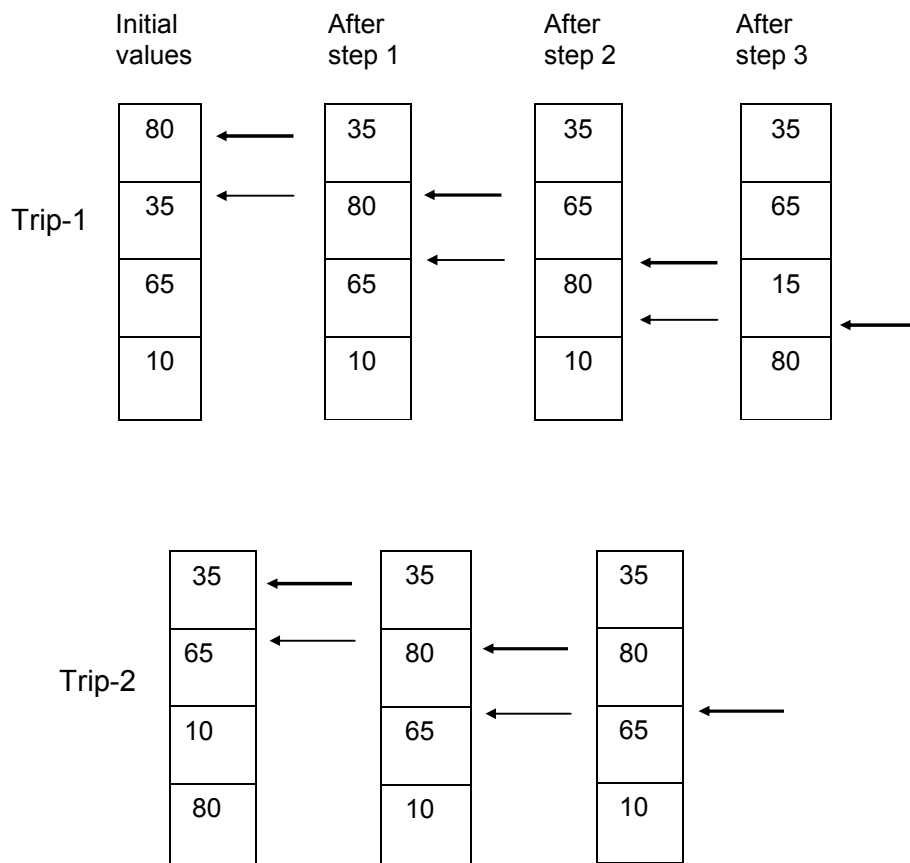 Initial values
After step 1
After step 2
After step 3
Trip-1
80 35 35 35
35 80 65 65
65 65 80 15
10 10 10 80
Trip-2
35 35 35
65 80 80
10 65 65
80 10 10